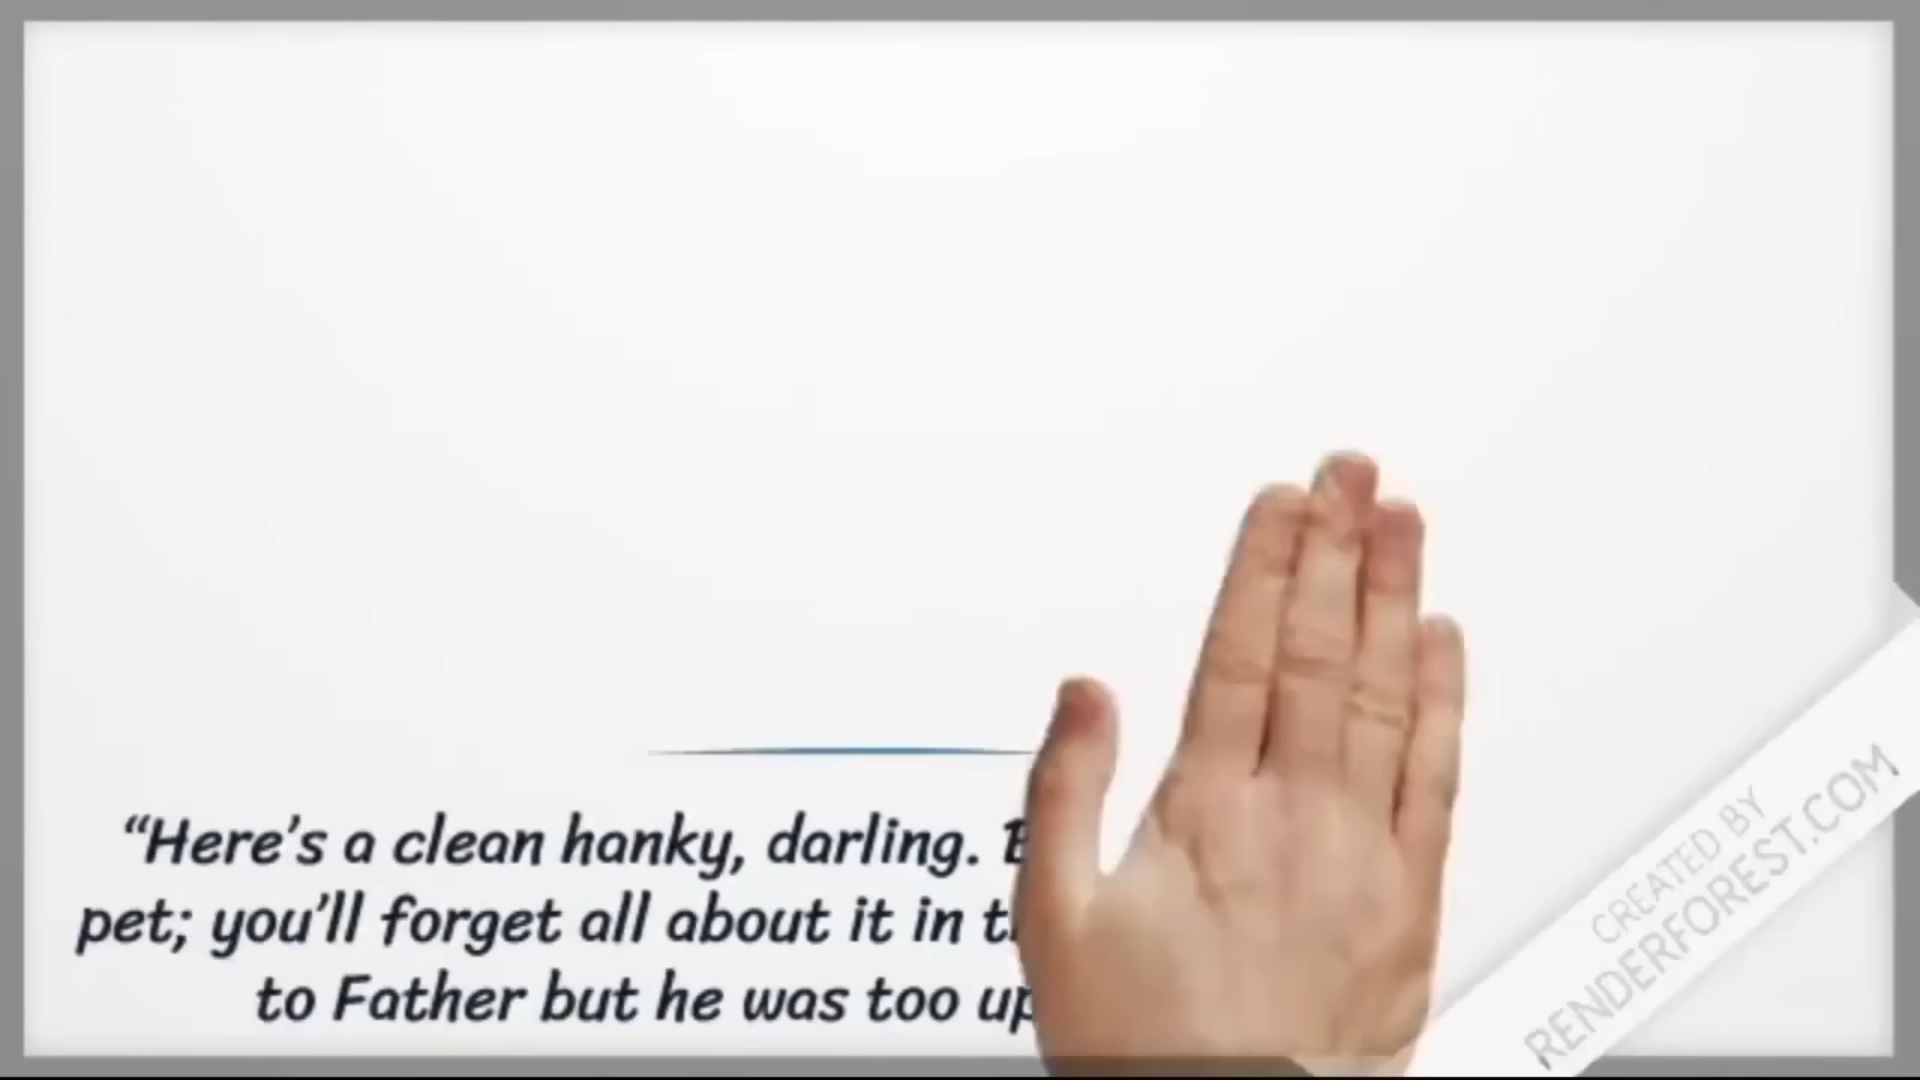 “Here’s a clean hanky, darling.
pet; you’ll forget all about it in
to Father but he was too
CREATED BY
RENDERFOREST.COM